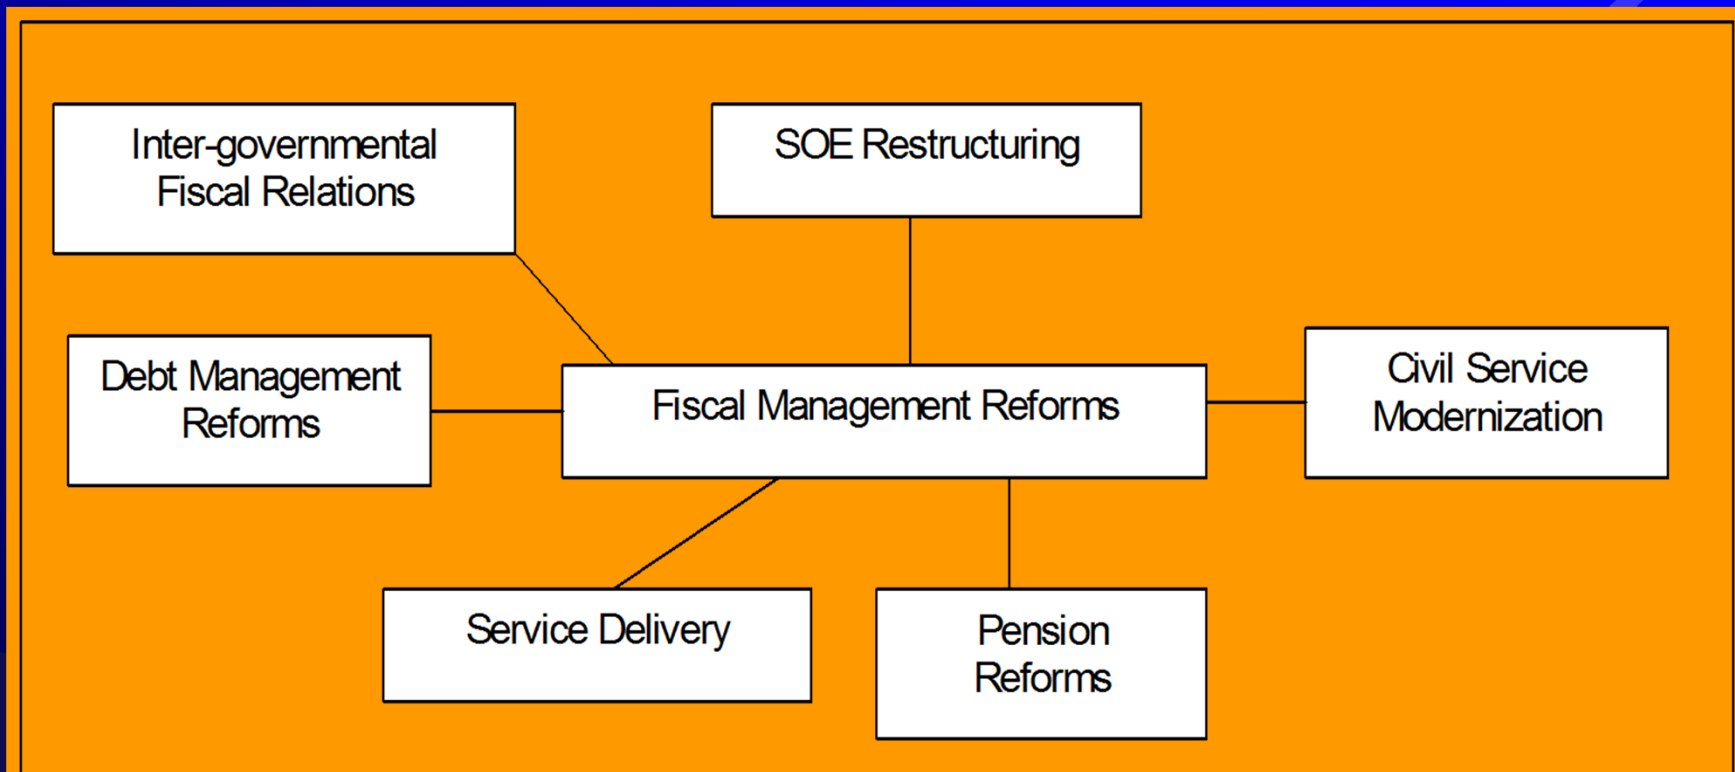 Inter-governmental
Fiscal Relations
SOE Restructuring
Debt Management
Reforms
Fiscal Management Reforms
Civil Service
Modernization
Service Delivery
Pension
Reforms